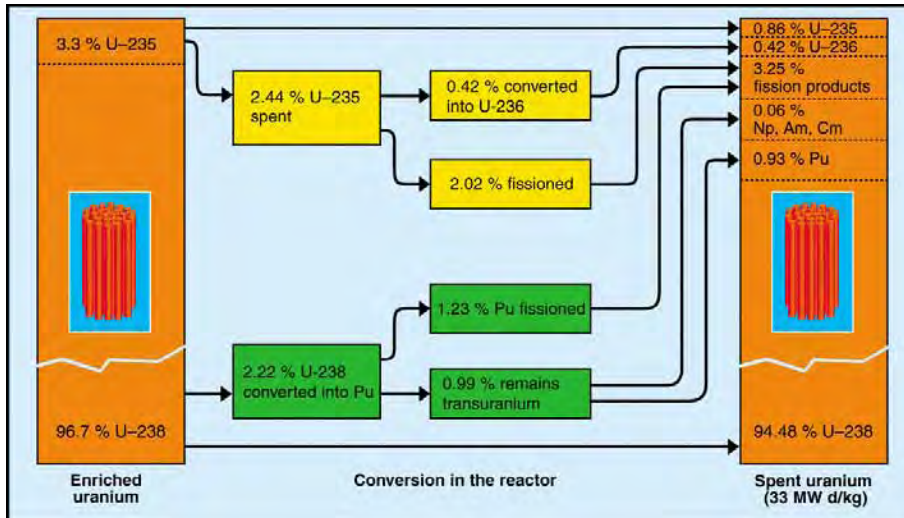 3.3 % U–235
2.44 % U–235
spent
0.42 % converted
into U-236
2.02 % fissioned
1.23 % Pu fissioned
2.22 % U-238
converted into Pu
0.99 % remains
transuranium
96.7 % U–238
0.86 % U–235
0.42 % U–236
3.25 %
fission products
0.06 %
Np, Am, Cm
0.93 % Pu
94.48 % U–238
Enriched
uranium
Conversion in the reactor
Spent uranium
(33 MW d/kg)